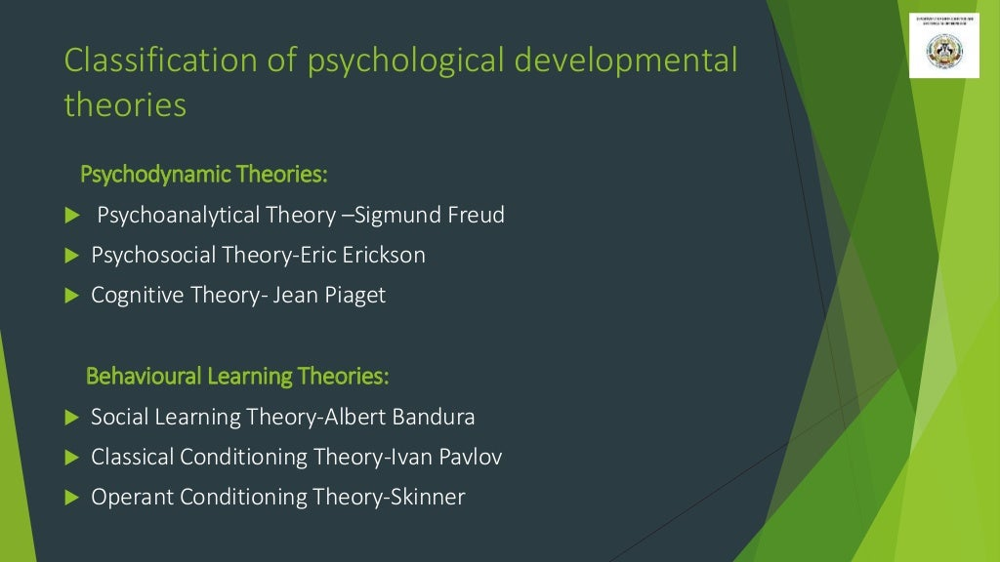 Classification of psychological developmental
theories
Psychodynamic Theories:
Psychoanalytical Theory –Sigmund Freud
Psychosocial Theory-Eric Erickson
Cognitive Theory- Jean Piaget
Behavioural Learning Theories:
Social Learning Theory-Albert Bandura
Classical Conditioning Theory-Ivan Pavlov
Operant Conditioning Theory-Skinner